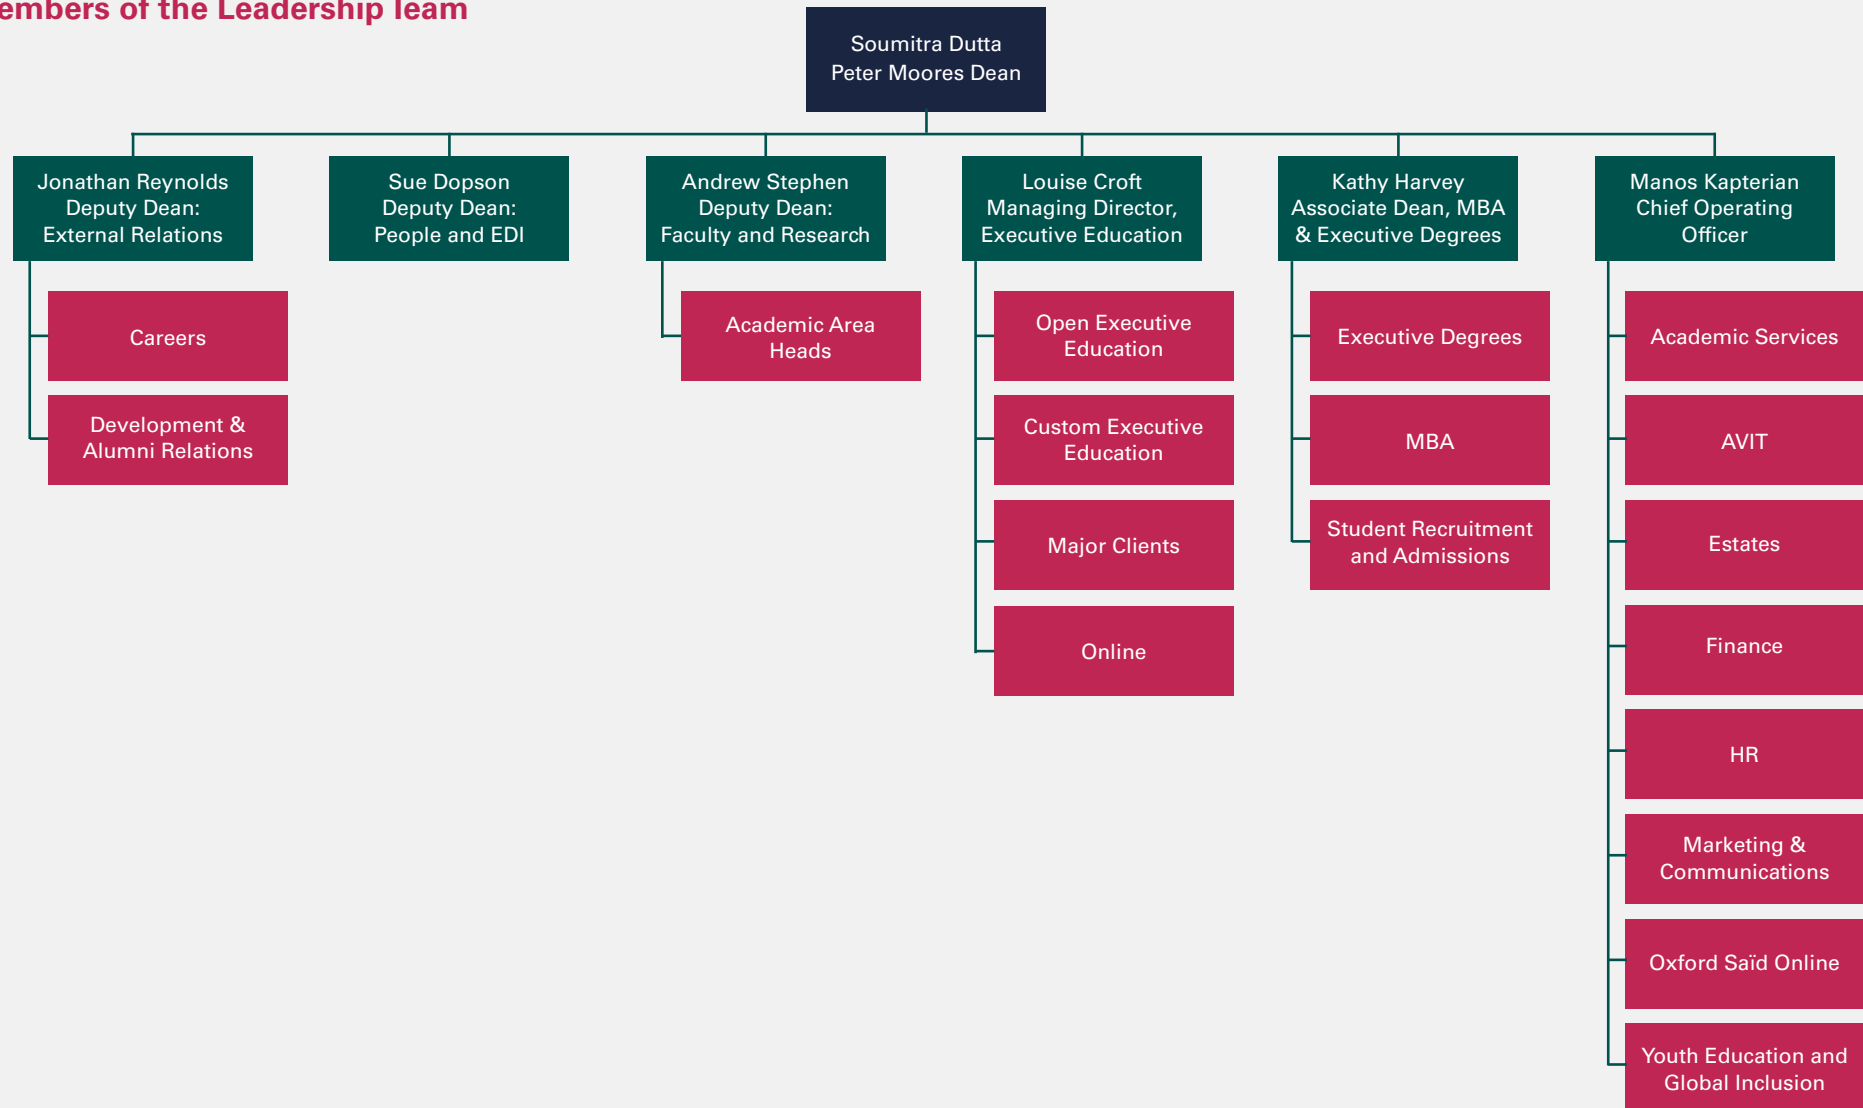 embers of the Leadership Team
Soumitra Dutta
Peter Moores Dean
Jonathan Reynolds
Deputy Dean:
External Relations
Careers
Development &
Alumni Relations
Sue Dopson
Deputy Dean:
People and EDI
Andrew Stephen
Deputy Dean:
Faculty and Research
Academic Area
Heads
Louise Croft
Managing Director,
Executive Education
Open Executive
Education
Custom Executive
Education
Major Clients
Online
Kathy Harvey
Associate Dean, MBA
& Executive Degrees
Executive Degrees
MBA
Student Recruitment
and Admissions
Manos Kapterian
Chief Operating
Officer
Academic Services
AVIT
Estates
Finance
HR
Marketing &
Communications
Oxford Saïd Online
Youth Education and
Global Inclusion